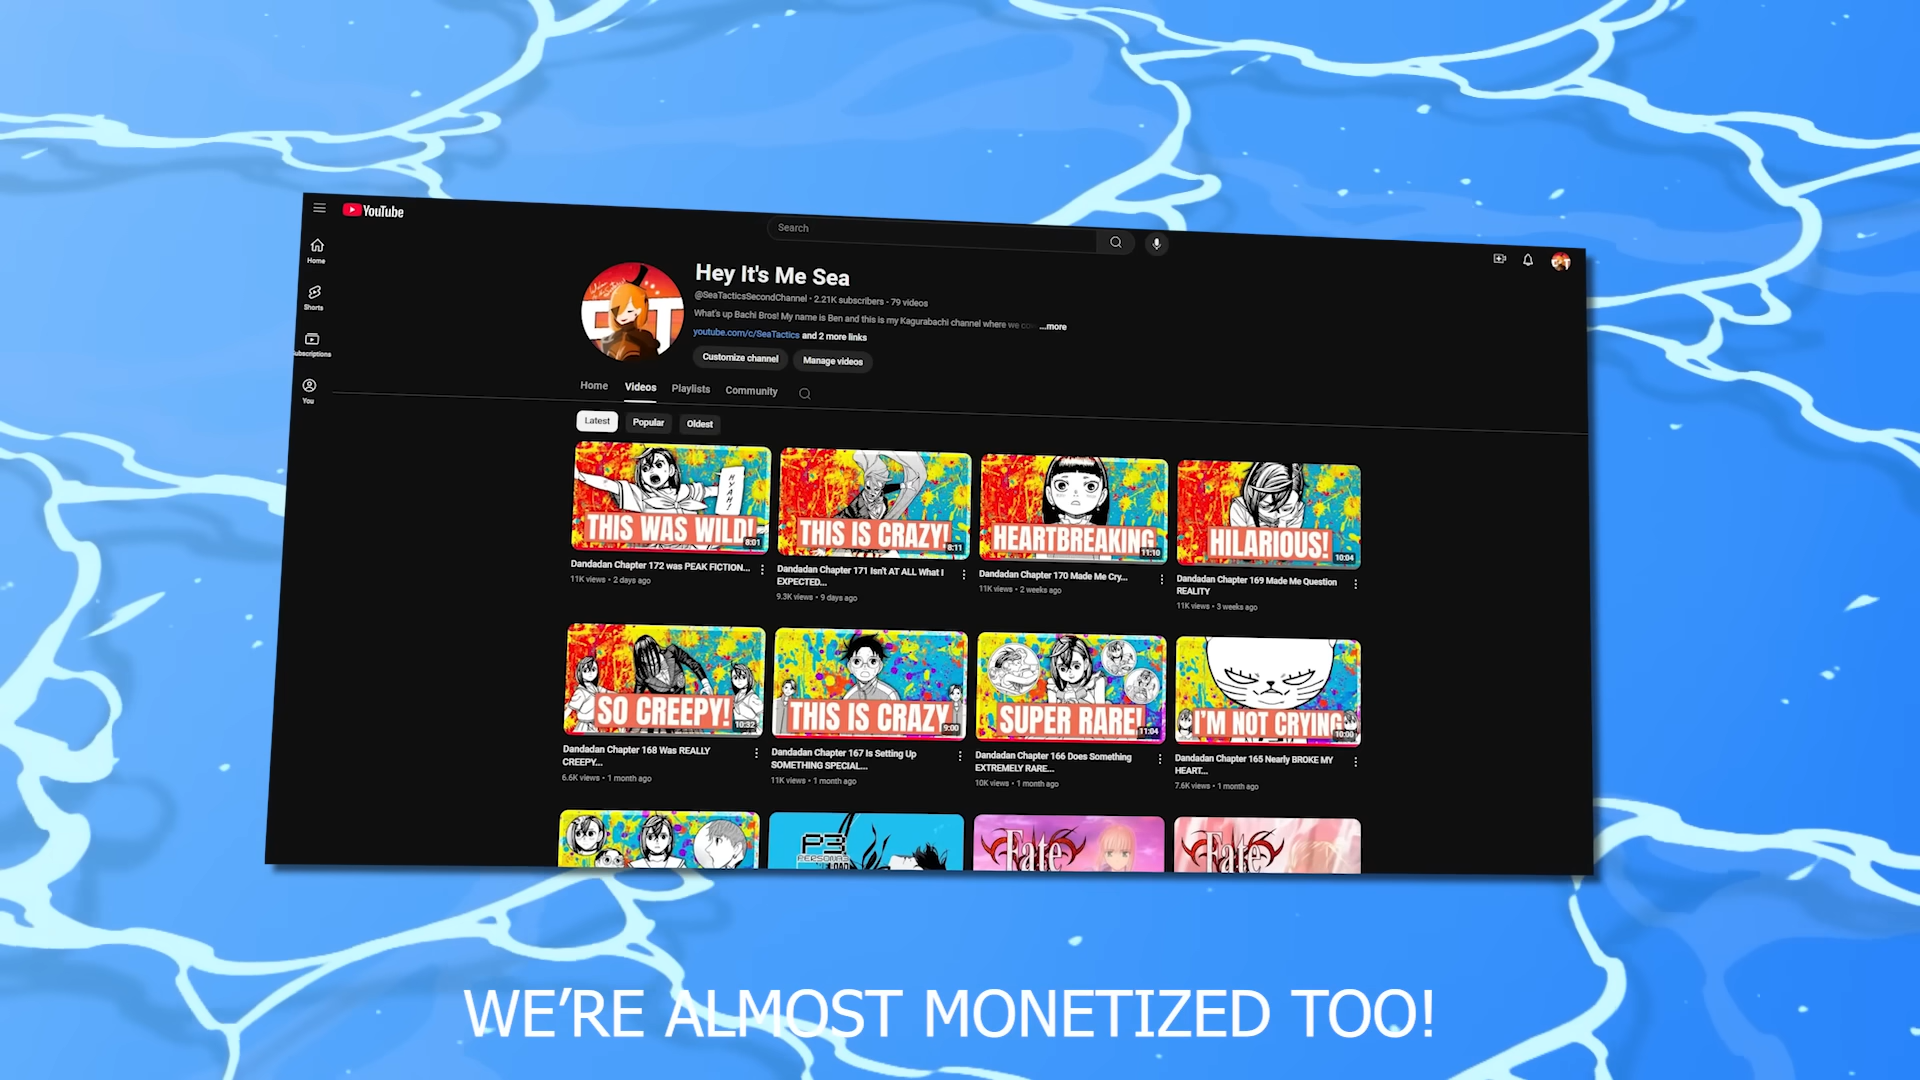 YouTube
Search
Home
Shorts
ubscriptions
You
Hey It's Me Sea
@SeaTacticsSecondChannel • 2.21K subscribers • 79 videos
What's up Bachi Bros! My name is Ben and this is my Kagurabachi channel where we cov ...more
youtube.com/c/SeaTactics and 2 more links
Customize channel Manage videos
Home Videos Playlists Community
Latest Popular Oldest
HYAH!
THIS WAS WILD!
8:01
THIS IS CRAZY!
8:11
HEARTBREAKING
11:10
HILARIOUS!
10:04
Dandadan Chapter 172 was PEAK FICTION...
11K views • 2 days ago
Dandadan Chapter 171 Isn't AT ALL What I
EXPECTED...
9.3K views • 9 days ago
Dandadan Chapter 170 Made Me Cry...
11K views • 2 weeks ago
Dandadan Chapter 169 Made Me Question
REALITY
11K views • 3 weeks ago
SO CREEPY!
10:32
THIS IS CRAZY
9:00
SUPER RARE!
11:04
I'M NOT CRYING
10:00
Dandadan Chapter 168 Was REALLY
CREEPY...
6.6K views • 1 month ago
Dandadan Chapter 167 Is Setting Up
SOMETHING SPECIAL...
11K views • 1 month ago
Dandadan Chapter 166 Does Something
EXTREMELY RARE...
10K views • 1 month ago
Dandadan Chapter 165 Nearly BROKE MY
HEART...
7.6K views • 1 month ago
P3
Fate
Fate
WE'RE ALMOST MONETIZED TOO!